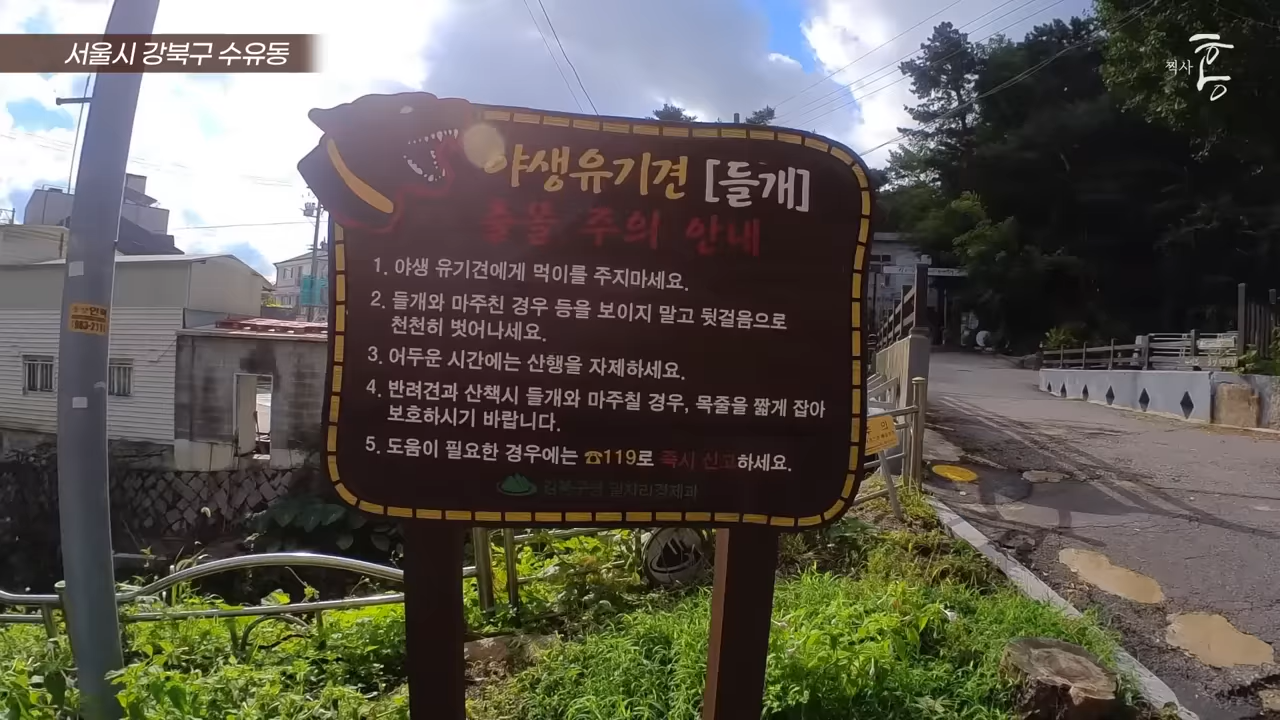 서울시 강북구 수유동
찍사 홍
야생유기견 [들개]
출몰 주의 안내
1. 야생 유기견에게 먹이를 주지마세요.
2. 들개와 마주친 경우 등을 보이지 말고 뒷걸음으로
천천히 벗어나세요.
3. 어두운 시간에는 산행을 자제하세요.
4. 반려견과 산책시 들개와 마주칠 경우, 목줄을 짧게 잡아
보호하시기 바랍니다.
5. 도움이 필요한 경우에는 ☎119로 즉시 신고하세요.
강북구청 일자리경제과